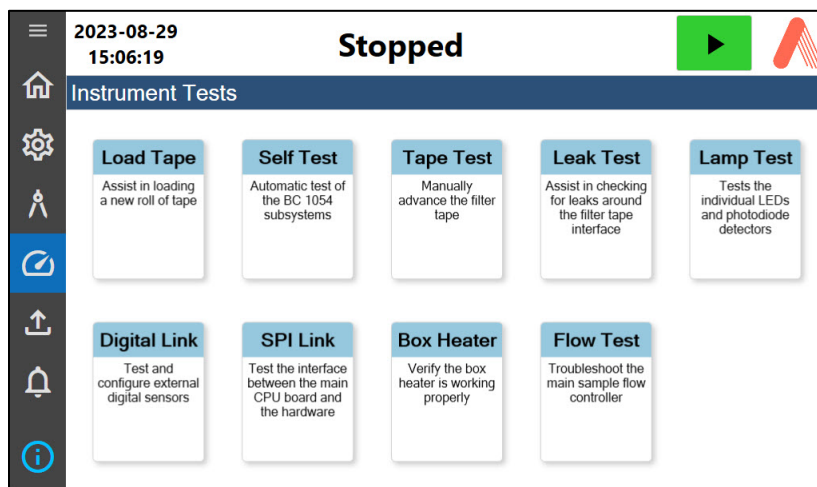 2023-08-29
15:06:19
Stopped
Instrument Tests
Load Tape
Assist in loading
a new roll of tape
Self Test
Automatic test of
the BC 1054
subsystems
Tape Test
Manually
advance the filter
tape
Leak Test
Assist in checking
for leaks around
the filter tape
interface
Lamp Test
Tests the
individual LEDs
and photodiode
detectors
Digital Link
Test and
configure external
digital sensors
SPI Link
Test the interface
between the main
CPU board and
the hardware
Box Heater
Verify the box
heater is working
properly
Flow Test
Troubleshoot the
main sample flow
controller